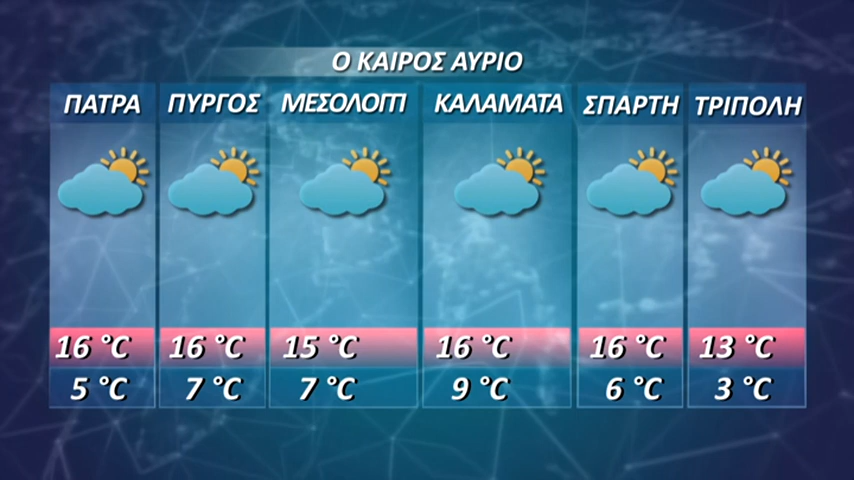 Ο ΚΑΙΡΟΣ ΑΥΡΙΟ
ΠΑΤΡΑ ΠΥΡΓΟΣ ΜΕΣΟΛΟΓΓΙ ΚΑΛΑΜΑΤΑ ΣΠΑΡΤΗ ΤΡΙΠΟΛΗ
16 °C 16 °C 15 °C 16 °C 16 °C 13 °C
5 °C 7 °C 7 °C 9 °C 6 °C 3 °C